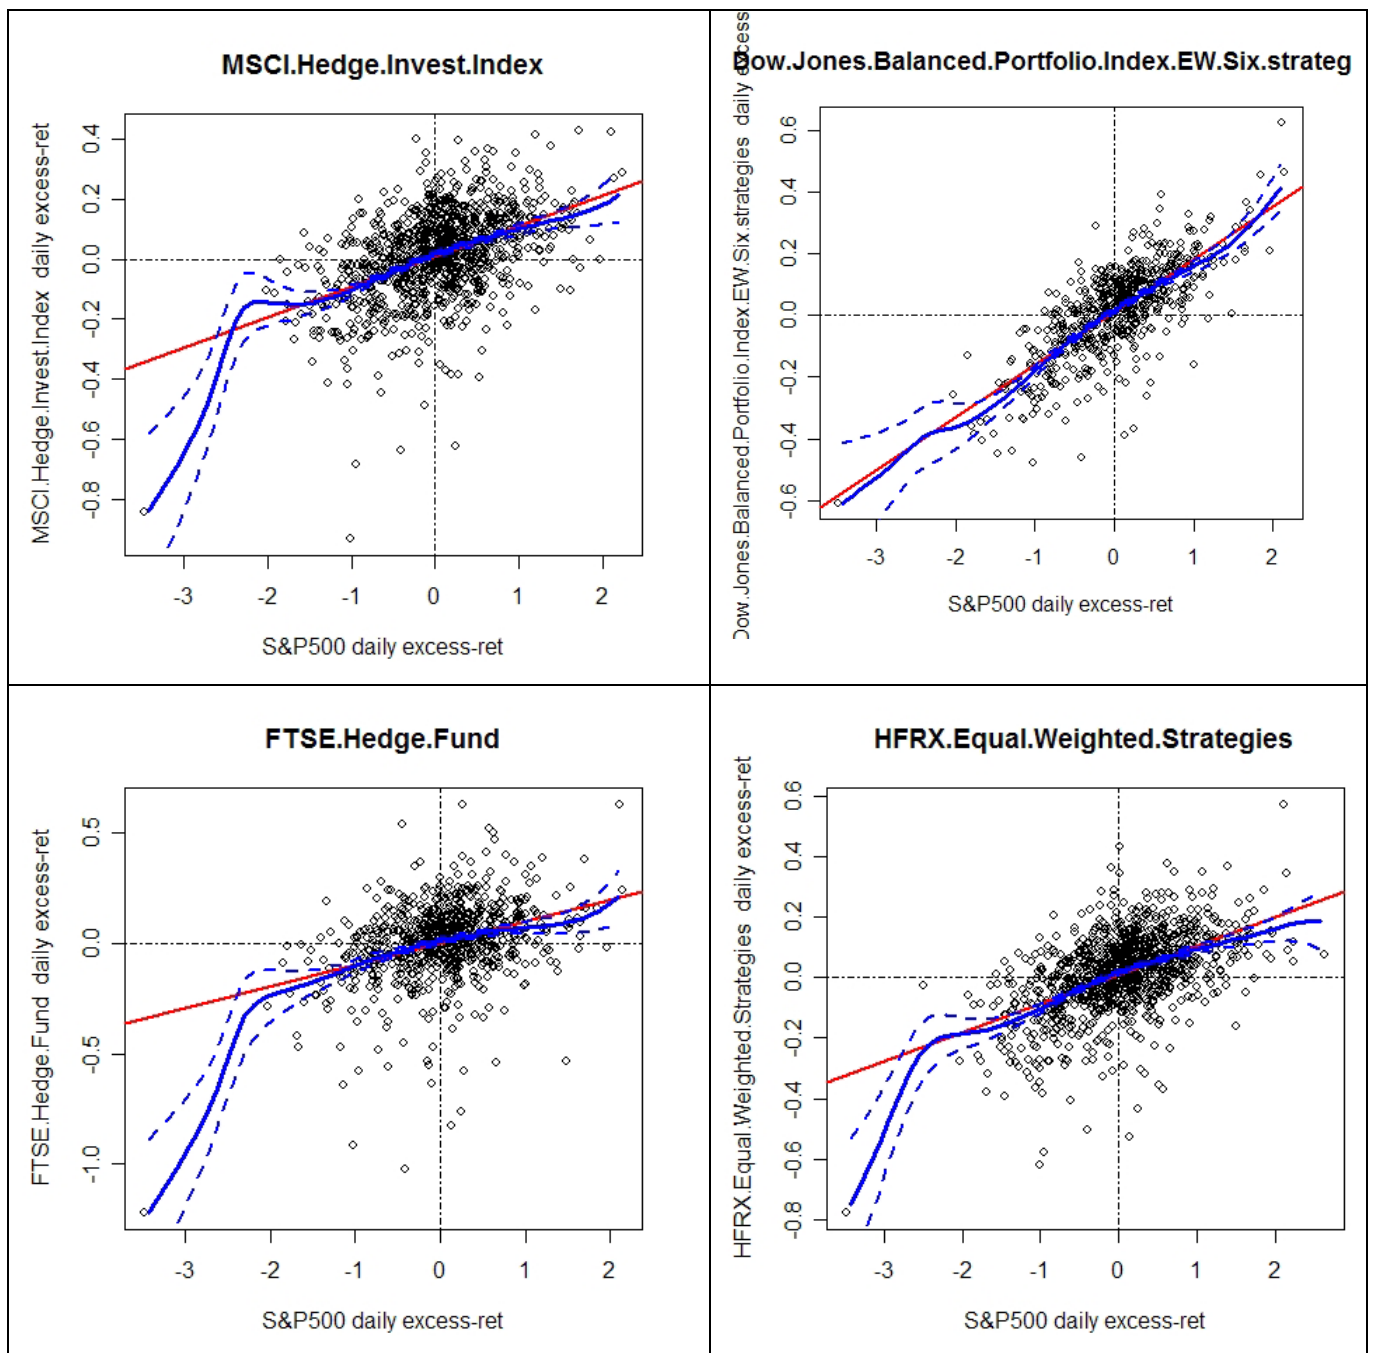 MSCI.Hedge.Invest.Index
MSCI.Hedge.Invest.Index daily excess-ret
0.4
0.2
0.0
-0.2
-0.4
-0.6
-0.8
-3 -2 -1 0 1 2
S&P500 daily excess-ret
Dow.Jones.Balanced.Portfolio.Index.EW.Six.strateg
Dow.Jones.Balanced.Portfolio.Index.EW.Six.strategies daily excess
0.6
0.4
0.2
0.0
-0.2
-0.4
-0.6
-3 -2 -1 0 1 2
S&P500 daily excess-ret
FTSE.Hedge.Fund
FTSE.Hedge.Fund daily excess-ret
0.5
0.0
-0.5
-1.0
-3 -2 -1 0 1 2
S&P500 daily excess-ret
HFRX.Equal.Weighted.Strategies
HFRX.Equal.Weighted.Strategies daily excess-ret
0.6
0.4
0.2
0.0
-0.2
-0.4
-0.6
-0.8
-3 -2 -1 0 1 2
S&P500 daily excess-ret